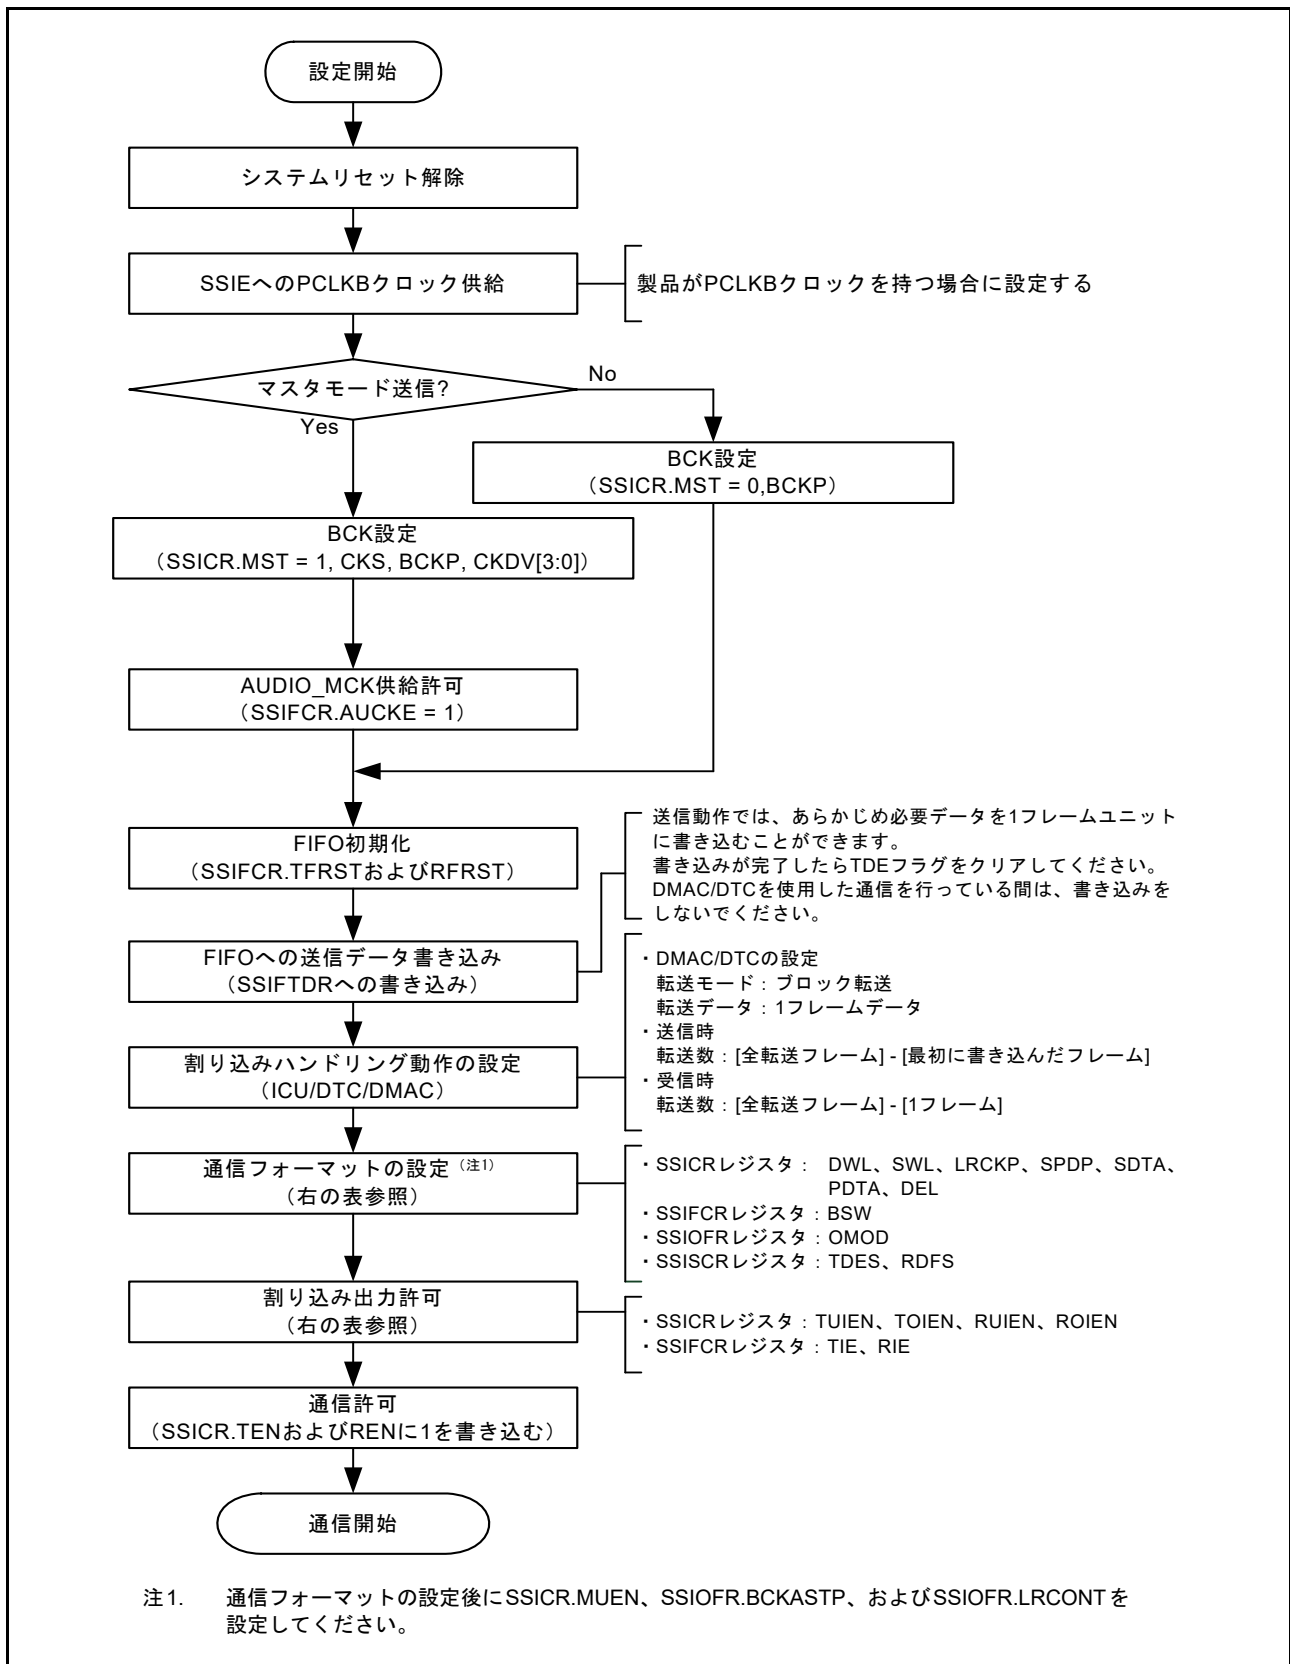 設定開始
システムリセット解除
SSIEへのPCLKBクロック供給
製品がPCLKBクロックを持つ場合に設定する
マスタモード送信?
No
Yes
BCK設定
（SSICR.MST = 0,BCKP）
BCK設定
（SSICR.MST = 1, CKS, BCKP, CKDV[3:0]）
AUDIO_MCK供給許可
（SSIFCR.AUCKE = 1）
FIFO初期化
（SSIFCR.TFRSTおよびRFRST）
送信動作では、あらかじめ必要データを1フレームユニット
に書き込むことができます。
書き込みが完了したらTDEフラグをクリアしてください。
DMAC/DTCを使用した通信を行っている間は、書き込みを
しないでください。
FIFOへの送信データ書き込み
（SSIFTDRへの書き込み）
・DMAC/DTCの設定
転送モード：ブロック転送
転送データ：1フレームデータ
・送信時
転送数：[全転送フレーム] - [最初に書き込んだフレーム]
・受信時
転送数：[全転送フレーム] - [1フレーム]
割り込みハンドリング動作の設定
（ICU/DTC/DMAC）
通信フォーマットの設定（注1）
（右の表参照）
・SSICRレジスタ： DWL、SWL、LRCKP、SPDP、SDTA、
PDTA、DEL
・SSIFCRレジスタ：BSW
・SSIOFRレジスタ：OMOD
・SSISCRレジスタ：TDES、RDFS
割り込み出力許可
（右の表参照）
・SSICRレジスタ：TUIEN、TOIEN、RUIEN、ROIEN
・SSIFCRレジスタ：TIE、RIE
通信許可
（SSICR.TENおよびRENに1を書き込む）
通信開始
注1. 通信フォーマットの設定後にSSICR.MUEN、SSIOFR.BCKASTP、およびSSIOFR.LRCONTを
設定してください。